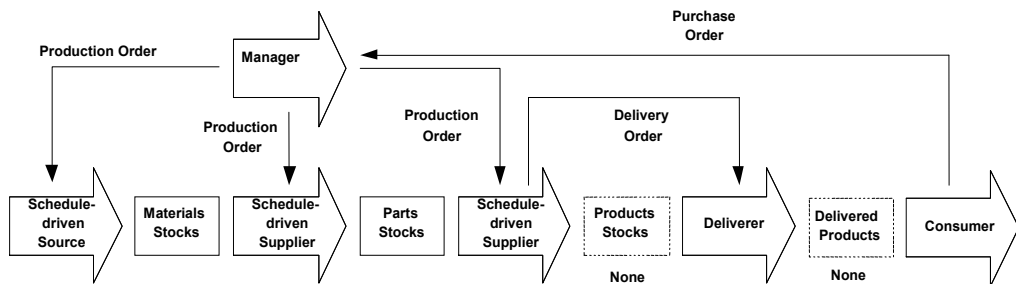 Purchase
Order
Production Order
Manager
Production
Order
Production
Order
Delivery
Order
Schedule-
driven
Source
Materials
Stocks
Schedule-
driven
Supplier
Parts
Stocks
Schedule-
driven
Supplier
Products
Stocks
Deliverer
Delivered
Products
Consumer
None
None